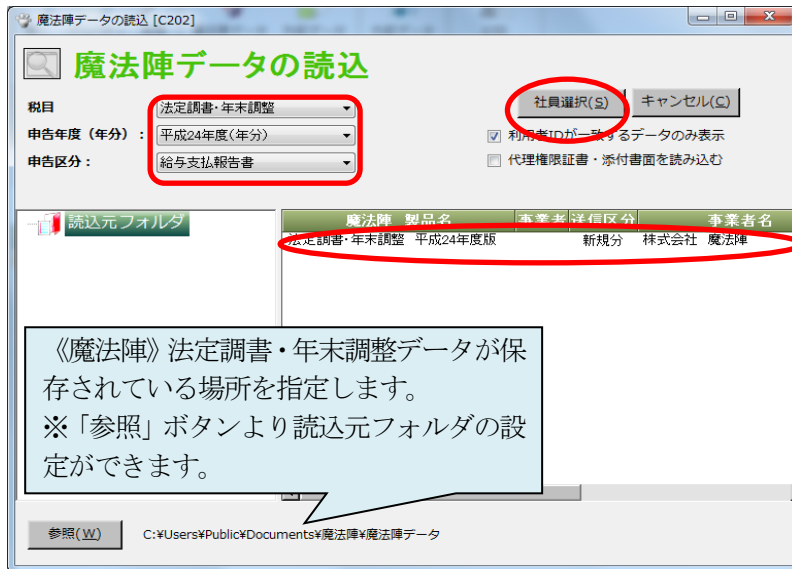 魔法陣データの読込 [C202]
魔法陣データの読込
税目
法定調書・年末調整
社員選択(S)
キャンセル(C)
申告年度（年分）：
平成24年度(年分)
利用者IDが一致するデータのみ表示
申告区分：
給与支払報告書
代理権限証書・添付書面を読み込む
読込元フォルダ
魔法陣 製品名
事業者
送信区分
事業者名
法定調書・年末調整 平成24年度版
新規分
株式会社 魔法陣
《魔法陣》法定調書・年末調整データが保
存されている場所を指定します。
※「参照」ボタンより読込元フォルダの設
定ができます。
参照(W)
C:¥Users¥Public¥Documents¥魔法陣¥魔法陣データ